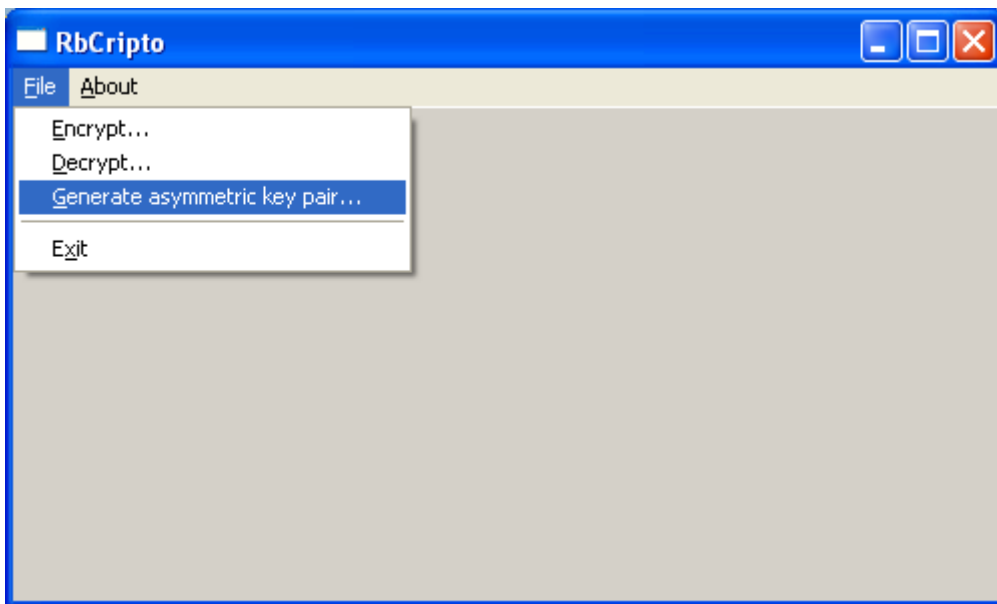 RbCripto
File About
Encrypt...
Decrypt...
Generate asymmetric key pair...
Exit